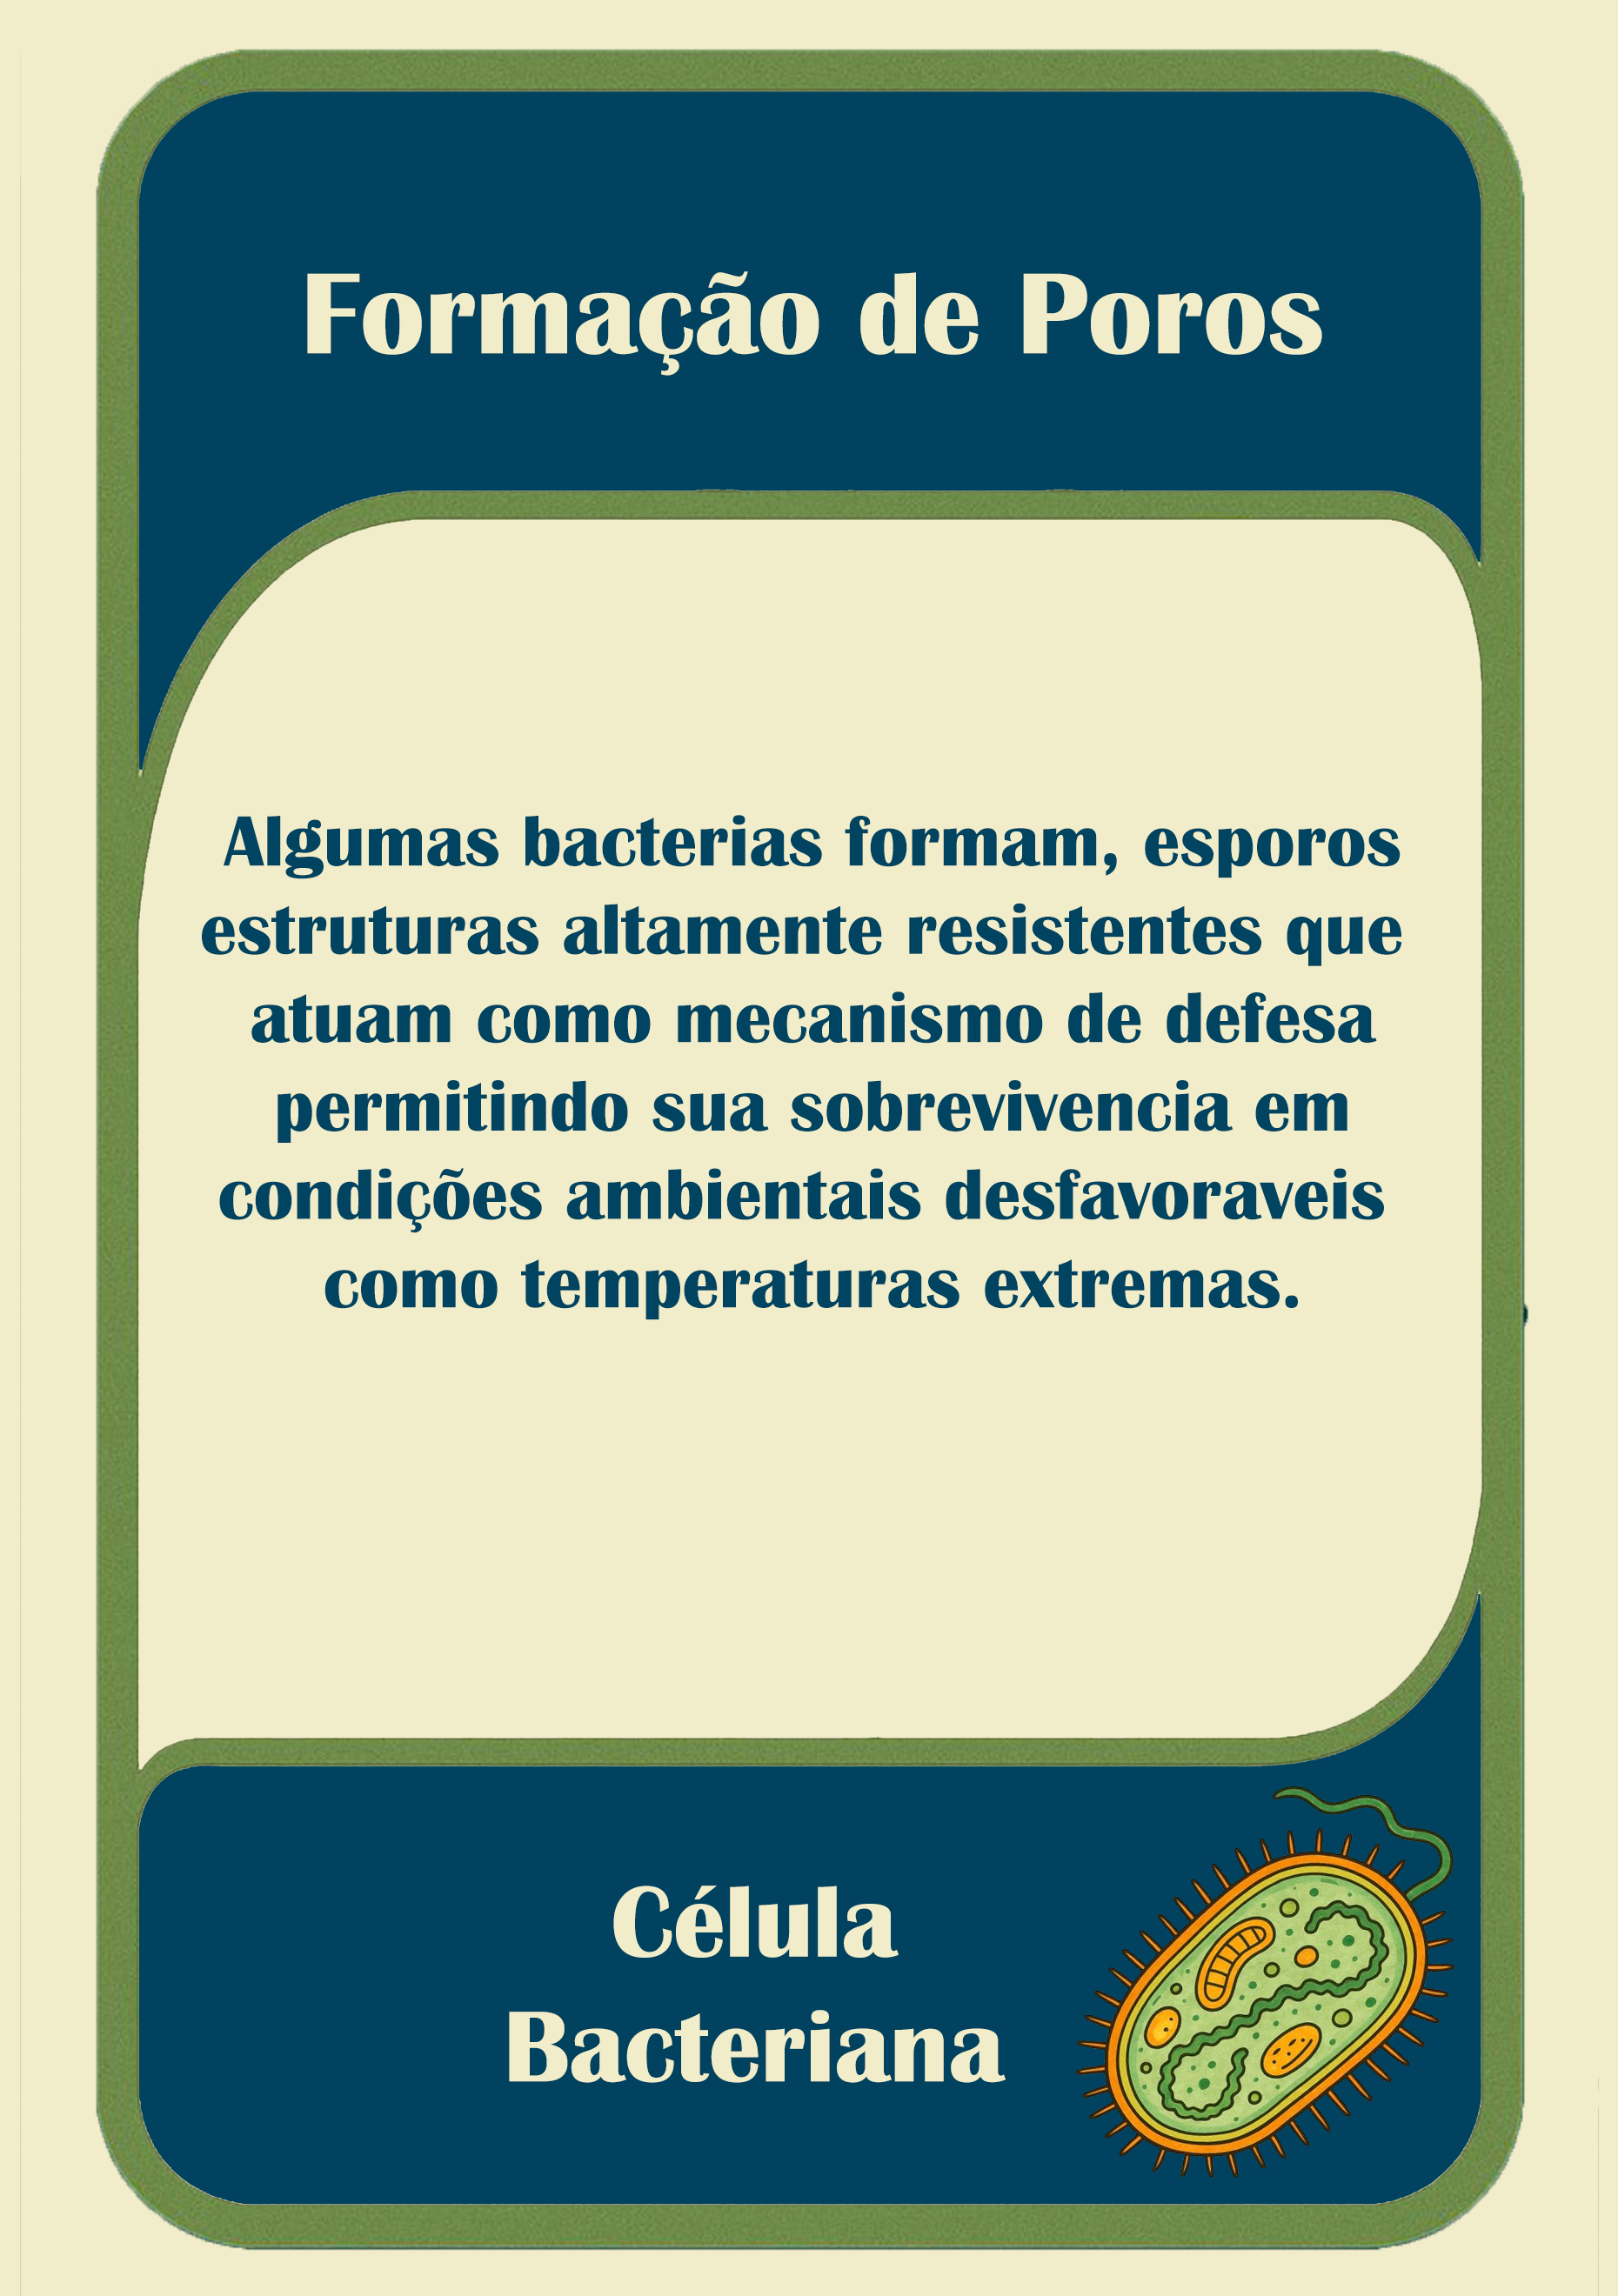 Formação de Poros
Algumas bacterias formam, esporos
estruturas altamente resistentes que
atuam como mecanismo de defesa
permitindo sua sobrevivencia em
condições ambientais desfavoraveis
como temperaturas extremas.
Célula
Bacteriana